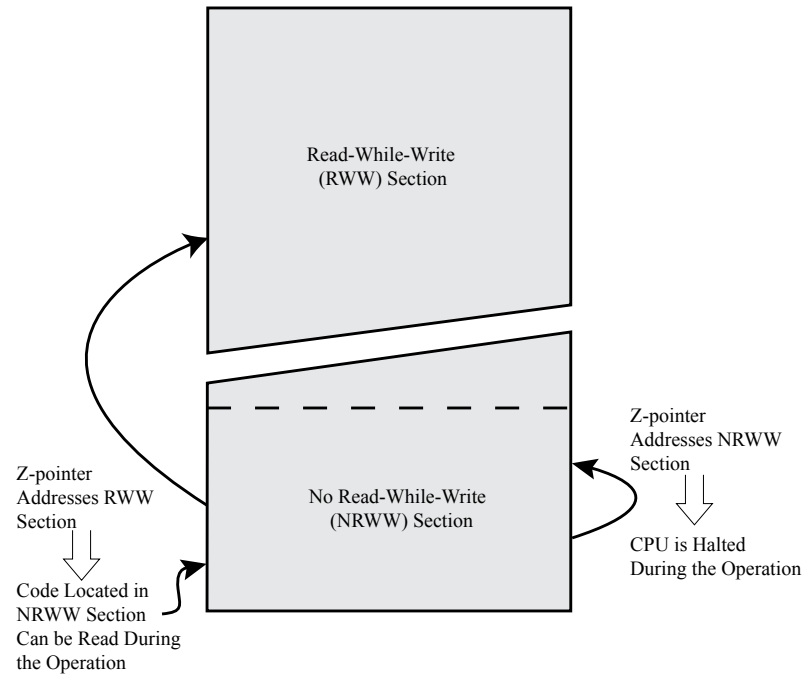 Read-While-Write
(RWW) Section
Z-pointer
Addresses NRWW
Section
CPU is Halted
During the Operation
No Read-While-Write
(NRWW) Section
Z-pointer
Addresses RWW
Section
Code Located in
NRWW Section
Can be Read During
the Operation